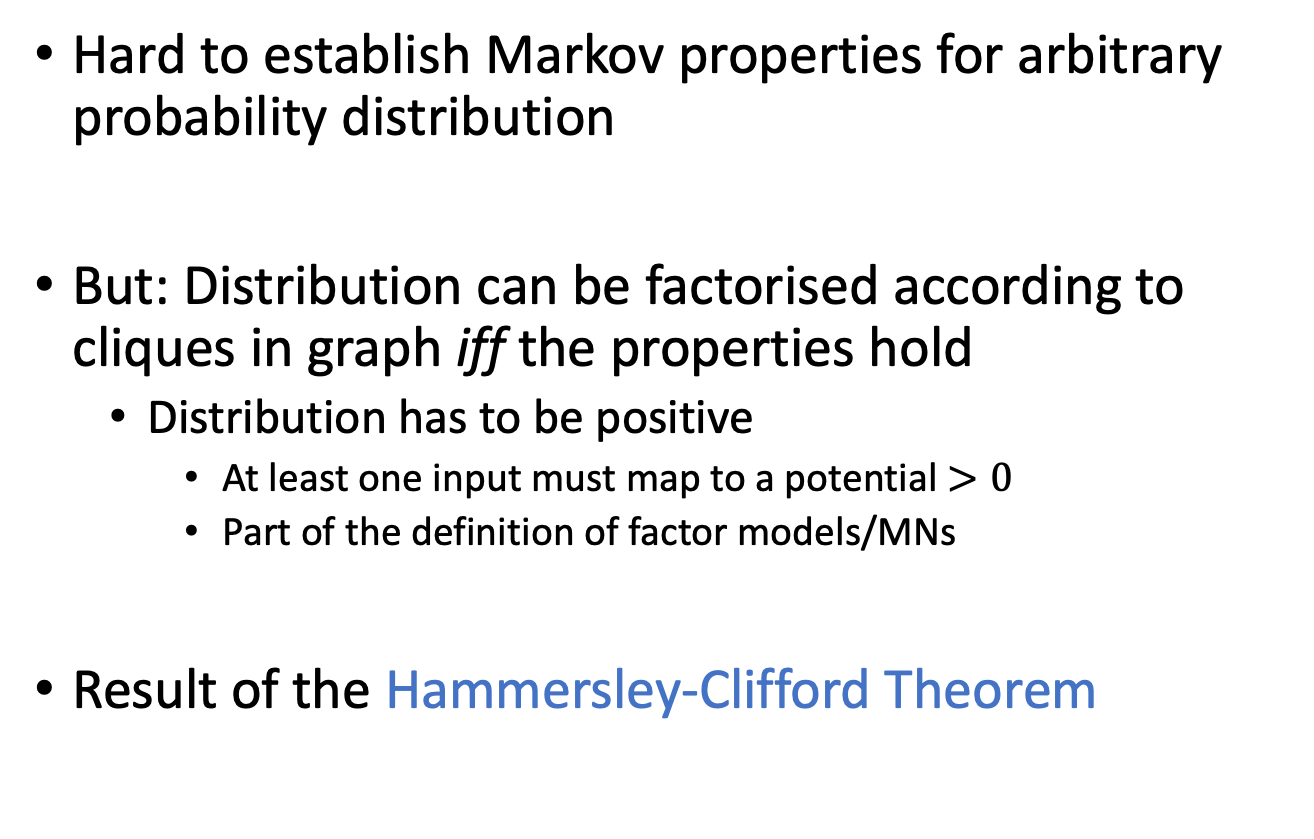 • Hard to establish Markov properties for arbitrary
probability distribution
• But: Distribution can be factorised according to
cliques in graph iff the properties hold
• Distribution has to be positive
• At least one input must map to a potential > 0
• Part of the definition of factor models/MNs
• Result of the Hammersley-Clifford Theorem